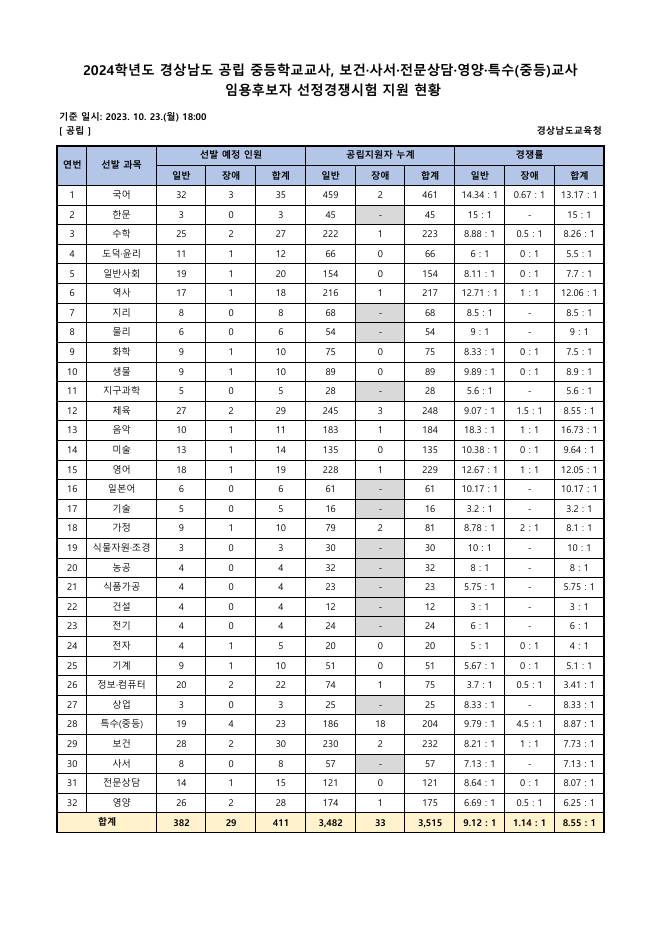 2024학년도 경상남도 공립 중등학교교사, 보건·사서·전문상담·영양·특수(중등)교사
임용후보자 선정경쟁시험 지원 현황
기준 일시: 2023. 10. 23.(월) 18:00
[ 공립 ] 경상남도교육청
연번 선발 과목 선발 예정 인원 공립지원자 누계 경쟁률
일반 장애 합계 일반 장애 합계 일반 장애 합계
1 국어 32 3 35 459 2 461 14.34 : 1 0.67 : 1 13.17 : 1
2 한문 3 0 3 45 - 45 15 : 1 - 15 : 1
3 수학 25 2 27 222 1 223 8.88 : 1 0.5 : 1 8.26 : 1
4 도덕·윤리 11 1 12 66 0 66 6 : 1 0 : 1 5.5 : 1
5 일반사회 19 1 20 154 0 154 8.11 : 1 0 : 1 7.7 : 1
6 역사 17 1 18 216 1 217 12.71 : 1 1 : 1 12.06 : 1
7 지리 8 0 8 68 - 68 8.5 : 1 - 8.5 : 1
8 물리 6 0 6 54 - 54 9 : 1 - 9 : 1
9 화학 9 1 10 75 0 75 8.33 : 1 0 : 1 7.5 : 1
10 생물 9 1 10 89 0 89 9.89 : 1 0 : 1 8.9 : 1
11 지구과학 5 0 5 28 - 28 5.6 : 1 - 5.6 : 1
12 체육 27 2 29 245 3 248 9.07 : 1 1.5 : 1 8.55 : 1
13 음악 10 1 11 183 1 184 18.3 : 1 1 : 1 16.73 : 1
14 미술 13 1 14 135 0 135 10.38 : 1 0 : 1 9.64 : 1
15 영어 18 1 19 228 1 229 12.67 : 1 1 : 1 12.05 : 1
16 일본어 6 0 6 61 - 61 10.17 : 1 - 10.17 : 1
17 기술 5 0 5 16 - 16 3.2 : 1 - 3.2 : 1
18 가정 9 1 10 79 2 81 8.78 : 1 2 : 1 8.1 : 1
19 식물자원·조경 3 0 3 30 - 30 10 : 1 - 10 : 1
20 농공 4 0 4 32 - 32 8 : 1 - 8 : 1
21 식품가공 4 0 4 23 - 23 5.75 : 1 - 5.75 : 1
22 건설 4 0 4 12 - 12 3 : 1 - 3 : 1
23 전기 4 0 4 24 - 24 6 : 1 - 6 : 1
24 전자 4 1 5 20 0 20 5 : 1 0 : 1 4 : 1
25 기계 9 1 10 51 0 51 5.67 : 1 0 : 1 5.1 : 1
26 정보·컴퓨터 20 2 22 74 1 75 3.7 : 1 0.5 : 1 3.41 : 1
27 상업 3 0 3 25 - 25 8.33 : 1 - 8.33 : 1
28 특수(중등) 19 4 23 186 18 204 9.79 : 1 4.5 : 1 8.87 : 1
29 보건 28 2 30 230 2 232 8.21 : 1 1 : 1 7.73 : 1
30 사서 8 0 8 57 - 57 7.13 : 1 - 7.13 : 1
31 전문상담 14 1 15 121 0 121 8.64 : 1 0 : 1 8.07 : 1
32 영양 26 2 28 174 1 175 6.69 : 1 0.5 : 1 6.25 : 1
합계 382 29 411 3,482 33 3,515 9.12 : 1 1.14 : 1 8.55 : 1